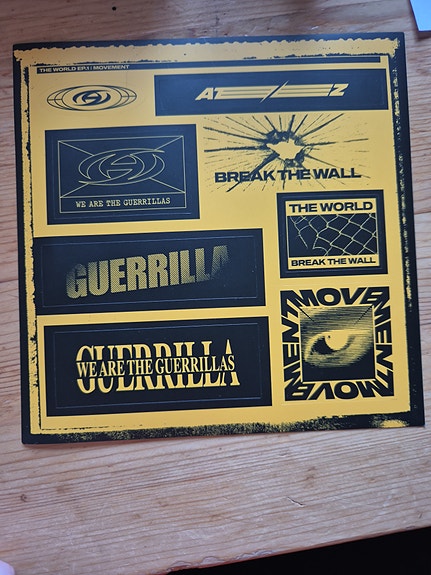 THE WORLD EP.1 : MOVEMENT
A Z
WE ARE THE GUERRILLAS
BREAK THE WALL
THE WORLD
BREAK THE WALL
GUERRILLA
GUERRILLA
WE ARE THE GUERRILLAS
MOVEMENT
MOVEMENT